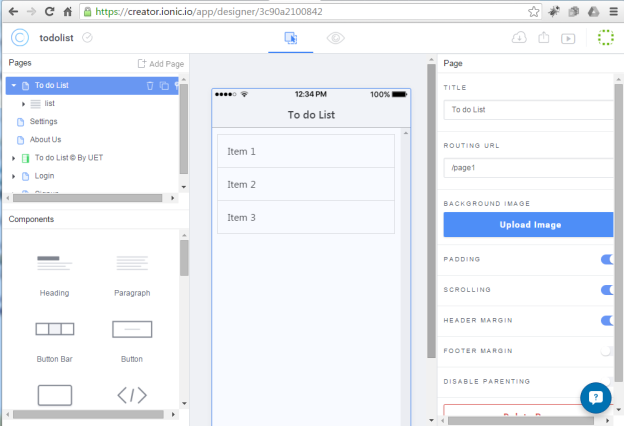 https://creator.ionic.io/app/designer/3c90a2100842
todolist
Pages
Add Page
To do List
list
Settings
About Us
To do List © By UET
Login
Components
Heading
Paragraph
Button Bar
Button
12:34 PM
100%
To do List
Item 1
Item 2
Item 3
Page
TITLE
To do List
ROUTING URL
/page1
BACKGROUND IMAGE
Upload Image
PADDING
SCROLLING
HEADER MARGIN
FOOTER MARGIN
DISABLE PARENTING